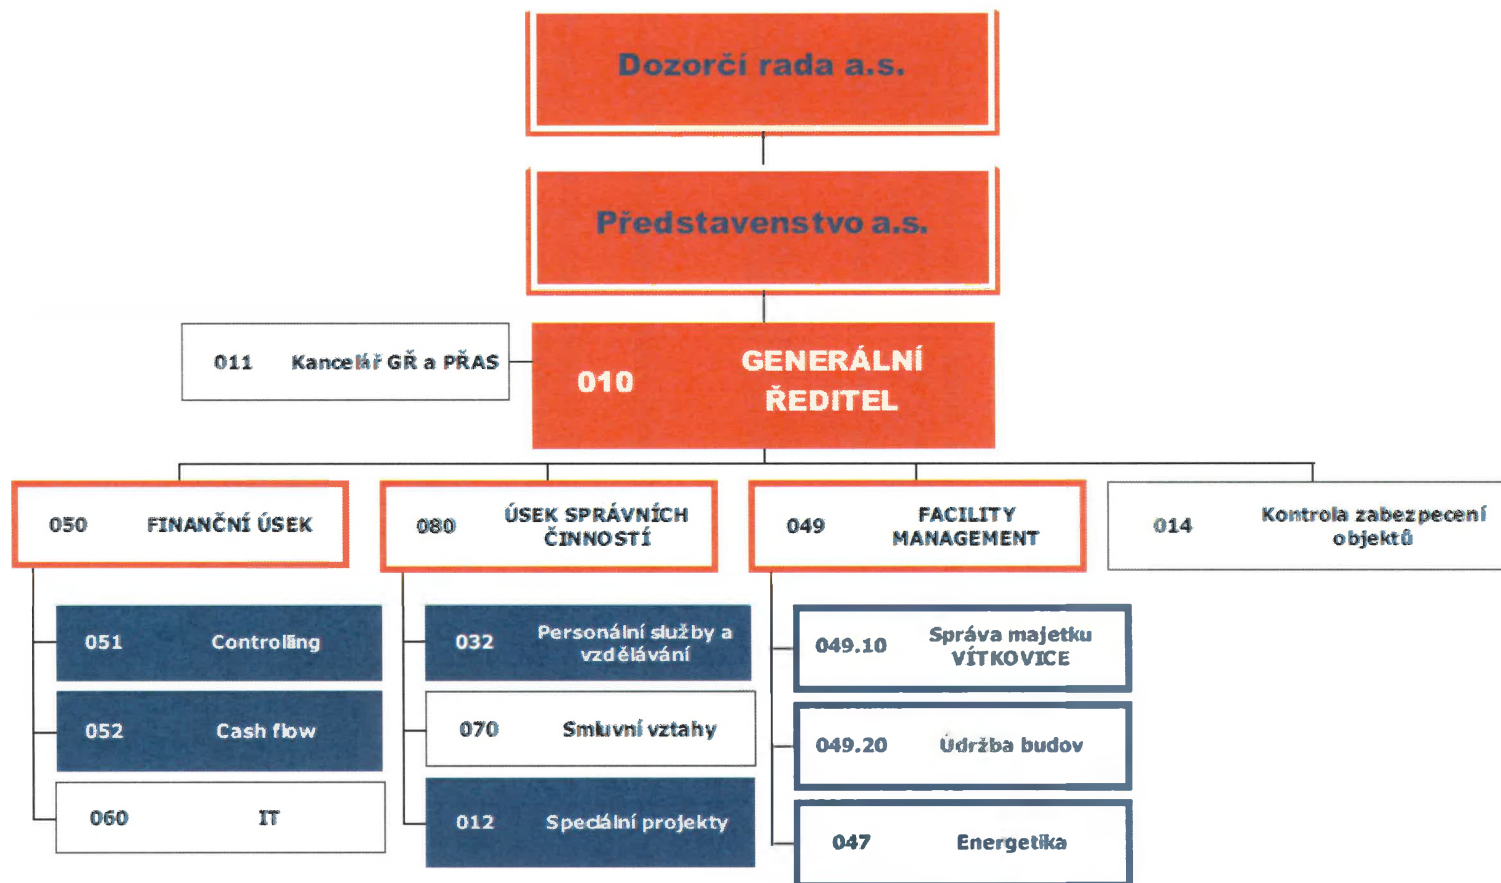 Dozorčí rada a.s.
Představenstvo a.s.
011 Kancelář GŘ a PŘAS
010 GENERÁLNÍ
ŘEDITEL
050 FINANČNÍ ÚSEK
080 ÚSEK SPRÁVNÍCH
ČINNOSTÍ
049 FACILITY
MANAGEMENT
014 Kontrola zabezpecení
objektů
051 Controlling
052 Cash flow
060 IT
032 Personální služby a
vzdělávání
070 Smluvní vztahy
012 Speciální projekty
049.10 Správa majetku
VÍTKOVICE
049.20 Údržba budov
047 Energetika